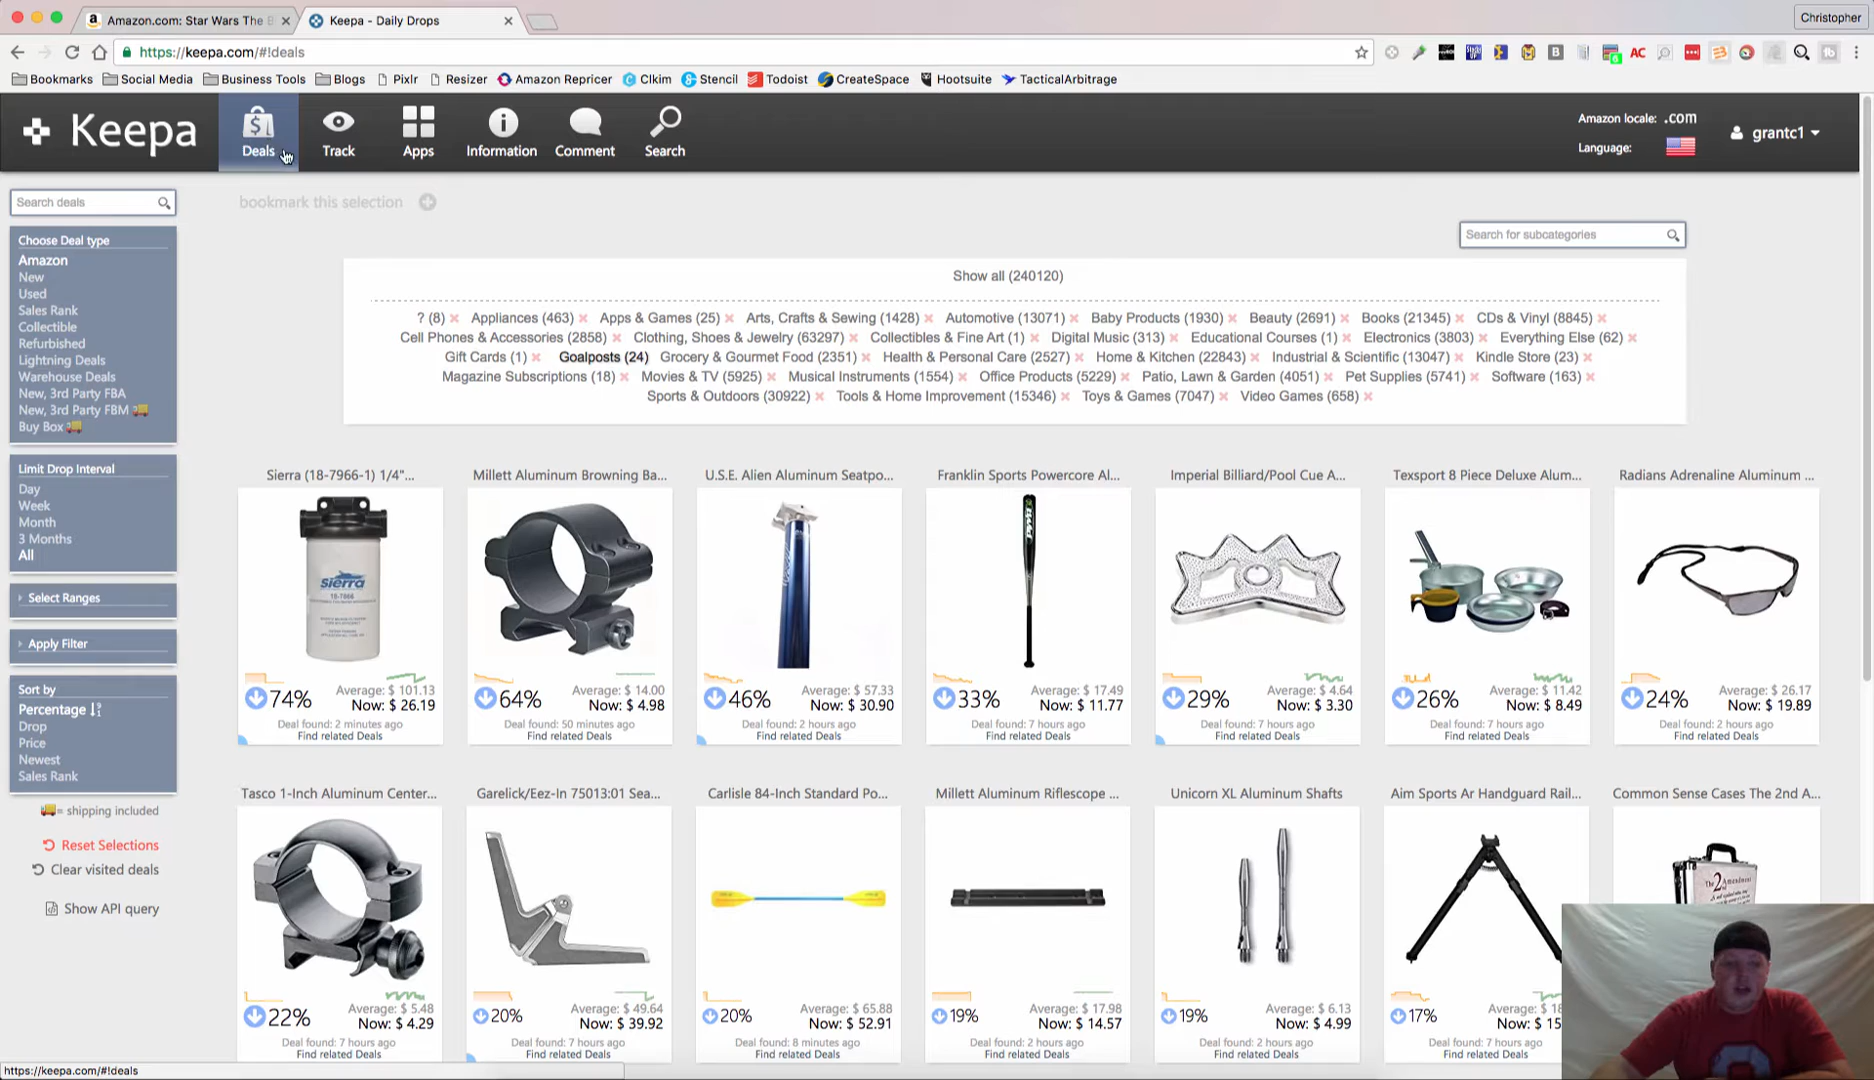 Amazon.com: Star Wars The B
Keepa - Daily Drops
Christopher
https://keepa.com/#!deals
Bookmarks Social Media Business Tools Blogs Pixlr Resizer Amazon Repricer Clkim Stencil Todoist CreateSpace Hootsuite TacticalArbitrage
Keepa
Deals Track Apps Information Comment Search
Amazon locale: .com
Language:
grantc1
Search deals
bookmark this selection
Search for subcategories
Choose Deal type
Amazon
New
Used
Sales Rank
Collectible
Refurbished
Lightning Deals
Warehouse Deals
New, 3rd Party FBA
New, 3rd Party FBM
Buy Box
Limit Drop Interval
Day
Week
Month
3 Months
All
Select Ranges
Apply Filter
Sort by
Percentage
Drop
Price
Newest
Sales Rank
= shipping included
Reset Selections
Clear visited deals
Show API query
Show all (240120)
? (8) Appliances (463) Apps & Games (25) Arts, Crafts & Sewing (1428) Automotive (13071) Baby Products (1930) Beauty (2691) Books (21345) CDs & Vinyl (8845)
Cell Phones & Accessories (2858) Clothing, Shoes & Jewelry (63297) Collectibles & Fine Art (1) Digital Music (313) Educational Courses (1) Electronics (3803) Everything Else (62)
Gift Cards (1) Goalposts (24) Grocery & Gourmet Food (2351) Health & Personal Care (2527) Home & Kitchen (22843) Industrial & Scientific (13047) Kindle Store (23)
Magazine Subscriptions (18) Movies & TV (5925) Musical Instruments (1554) Office Products (5229) Patio, Lawn & Garden (4051) Pet Supplies (5741) Software (163)
Sports & Outdoors (30922) Tools & Home Improvement (15346) Toys & Games (7047) Video Games (658)
Sierra (18-7966-1) 1/4"...
sierra
18-7966
74%
Average: $ 101.13
Now: $ 26.19
Deal found: 2 minutes ago
Find related Deals
Millett Aluminum Browning Ba...
64%
Average: $ 14.00
Now: $ 4.98
Deal found: 50 minutes ago
Find related Deals
U.S.E. Alien Aluminum Seatpo...
46%
Average: $ 57.33
Now: $ 30.90
Deal found: 2 hours ago
Find related Deals
Franklin Sports Powercore Al...
33%
Average: $ 17.49
Now: $ 11.77
Deal found: 7 hours ago
Find related Deals
Imperial Billiard/Pool Cue A...
29%
Average: $ 4.64
Now: $ 3.30
Deal found: 7 hours ago
Find related Deals
Texsport 8 Piece Deluxe Alum...
26%
Average: $ 11.42
Now: $ 8.49
Deal found: 7 hours ago
Find related Deals
Radians Adrenaline Aluminum ...
24%
Average: $ 26.17
Now: $ 19.89
Deal found: 2 hours ago
Find related Deals
Tasco 1-Inch Aluminum Center...
22%
Average: $ 5.48
Now: $ 4.29
Deal found: 7 hours ago
Find related Deals
Garelick/Eez-In 75013:01 Sea...
20%
Average: $ 49.64
Now: $ 39.92
Deal found: 7 hours ago
Find related Deals
Carlisle 84-Inch Standard Po...
20%
Average: $ 65.88
Now: $ 52.91
Deal found: 8 minutes ago
Find related Deals
Millett Aluminum Riflescope ...
19%
Average: $ 17.98
Now: $ 14.57
Deal found: 2 hours ago
Find related Deals
Unicorn XL Aluminum Shafts
19%
Average: $ 6.13
Now: $ 4.99
Deal found: 2 hours ago
Find related Deals
Aim Sports Ar Handguard Rail...
17%
Average: $ 18
Now: $ 15
Deal found: 7 hours ago
Find related Deals
Common Sense Cases The 2nd A...
The 2nd Amendment
https://keepa.com/#!deals